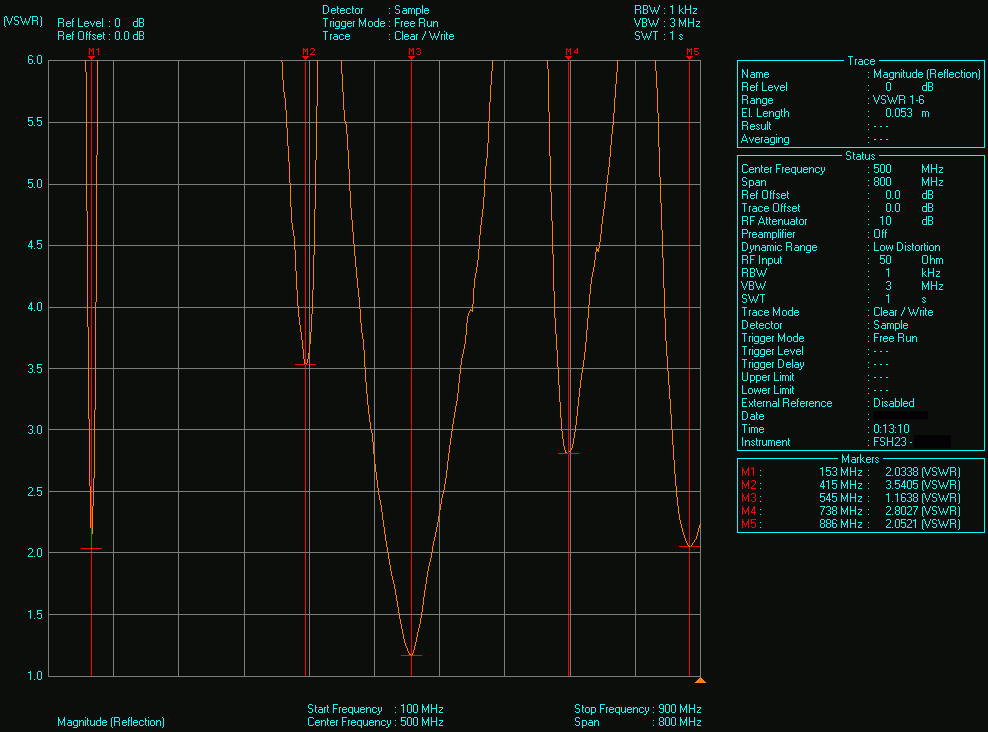 (VSWR)
Ref Level : 0 dB
Ref Offset : 0.0 dB
Detector : Sample
Trigger Mode : Free Run
Trace : Clear / Write
RBW : 1 kHz
VBW : 3 MHz
SWT : 1 s
M1 M2 M3 M4 M5
6.0
5.5
5.0
4.5
4.0
3.5
3.0
2.5
2.0
1.5
1.0
Start Frequency : 100 MHz
Center Frequency : 500 MHz
Stop Frequency : 900 MHz
Span : 800 MHz
Magnitude (Reflection)
Trace
Name : Magnitude (Reflection)
Ref Level : 0 dB
Range : VSWR 1-6
El. Length : 0.053 m
Result : - - -
Averaging : - - -
Status
Center Frequency : 500 MHz
Span : 800 MHz
Ref Offset : 0.0 dB
Trace Offset : 0.0 dB
RF Attenuator : 10 dB
Preamplifier : Off
Dynamic Range : Low Distortion
RF Input : 50 Ohm
RBW : 1 kHz
VBW : 3 MHz
SWT : 1 s
Trace Mode : Clear / Write
Detector : Sample
Trigger Mode : Free Run
Trigger Level : - - -
Trigger Delay : - - -
Upper Limit : - - -
Lower Limit : - - -
External Reference : Disabled
Date :
Time : 0:13:10
Instrument : FSH23 -
Markers
M1 : 153 MHz : 2.0338 (VSWR)
M2 : 415 MHz : 3.5405 (VSWR)
M3 : 545 MHz : 1.1638 (VSWR)
M4 : 738 MHz : 2.8027 (VSWR)
M5 : 886 MHz : 2.0521 (VSWR)